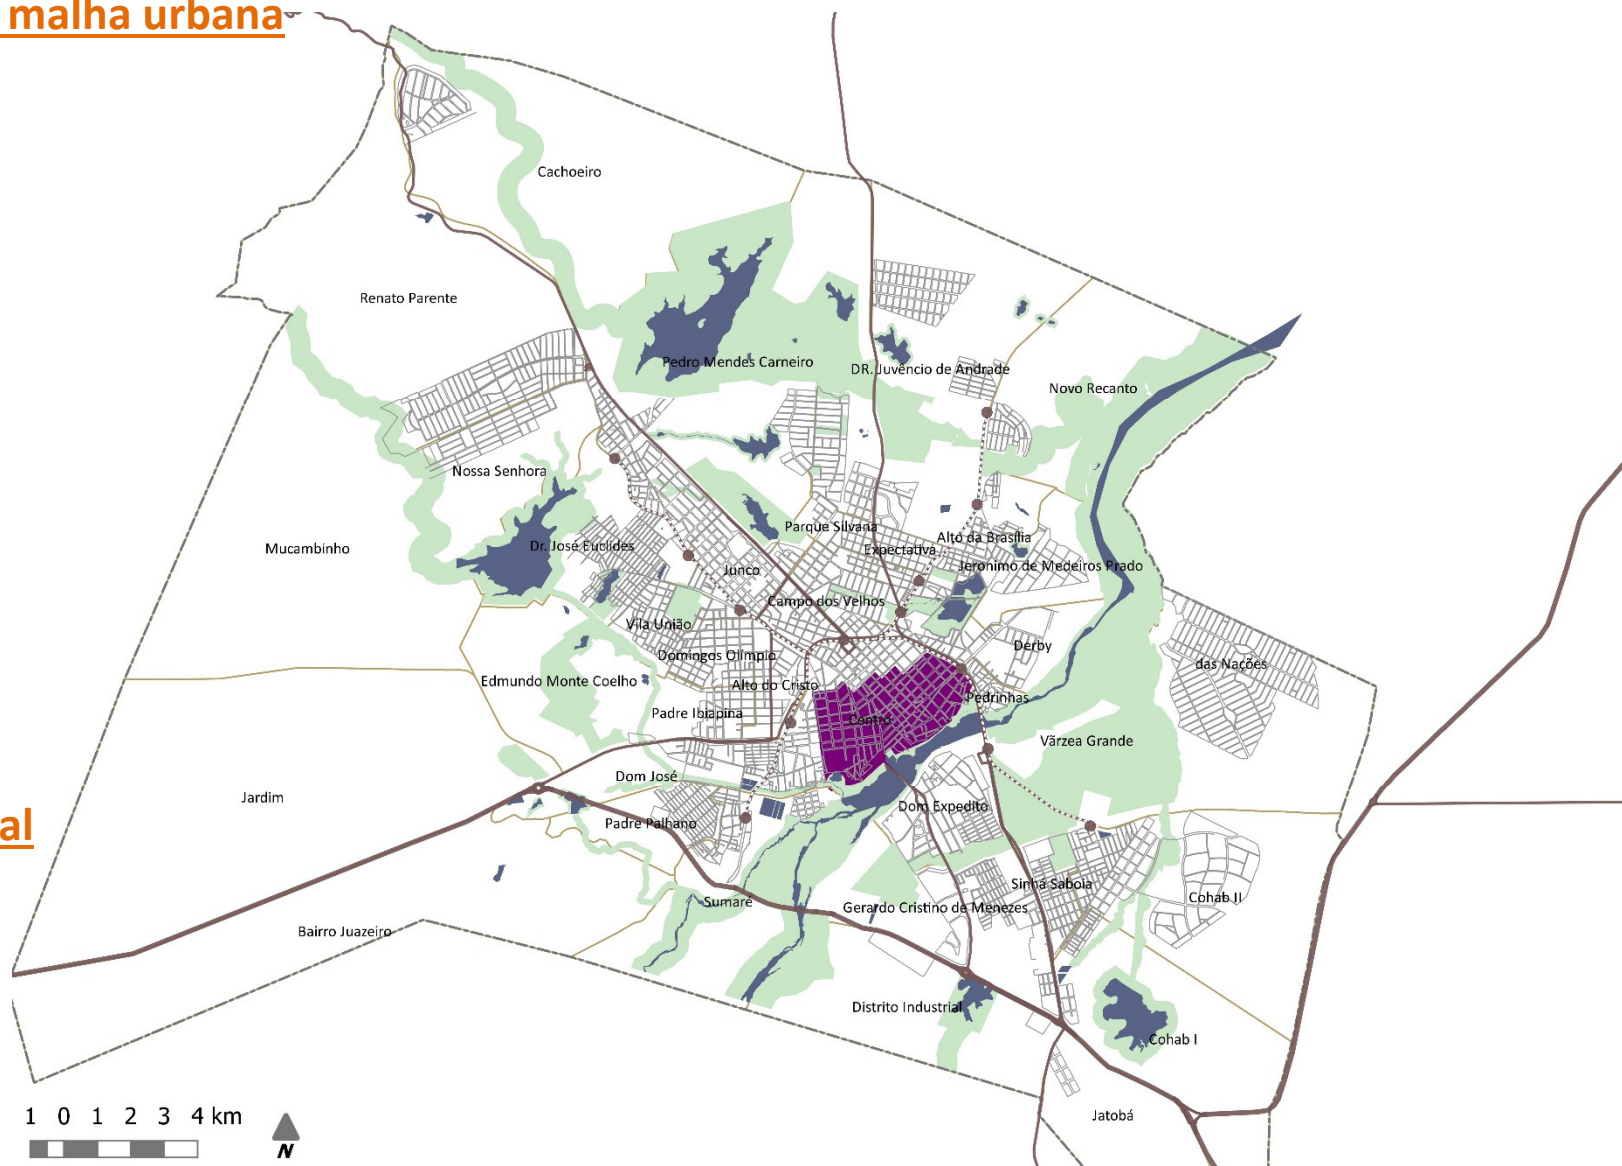 malha urbana
Cachoeiro
Renato Parente
Pedro Mendes Carneiro
DR. Juvêncio de Andrade
Novo Recanto
Nossa Senhora
Parque Silvana
Alto da Brasília
Mucambinho
Dr. José Euclides
Expectativa
Junco
Jeronimo de Medeiros Prado
Campo dos Velhos
Vila União
Derby
Domingos Olímpio
das Nações
Edmundo Monte Coelho
Alto do Cristo
Pedrinhas
Padre Ibiapina
Centro
Vãrzea Grande
Dom José
Jardim
Dom Expedito
al
Padre Palhano
Sinhá Saboia
Cohab II
Sumaré
Gerardo Cristino de Menezes
Bairro Juazeiro
Distrito Industrial
Cohab I
Jatobá
1 0 1 2 3 4 km
N